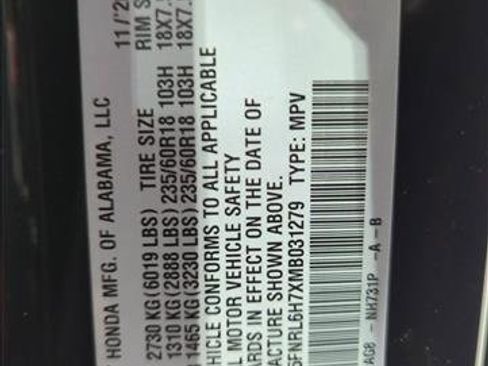 HONDA MFG. OF ALABAMA, LLC 11/'2
2730 KG (6019 LBS) TIRE SIZE RIM S
1310 KG (2888 LBS) 235/60R18 103H 18X7.
1465 KG (3230 LBS) 235/60R18 103H 18X7.
HICLE CONFORMS TO ALL APPLICABLE
L MOTOR VEHICLE SAFETY
ARDS IN EFFECT ON THE DATE OF
ACTURE SHOWN ABOVE.
5FNRL6H7XMB031279 TYPE: MPV
AG8 - NH731P -A -B